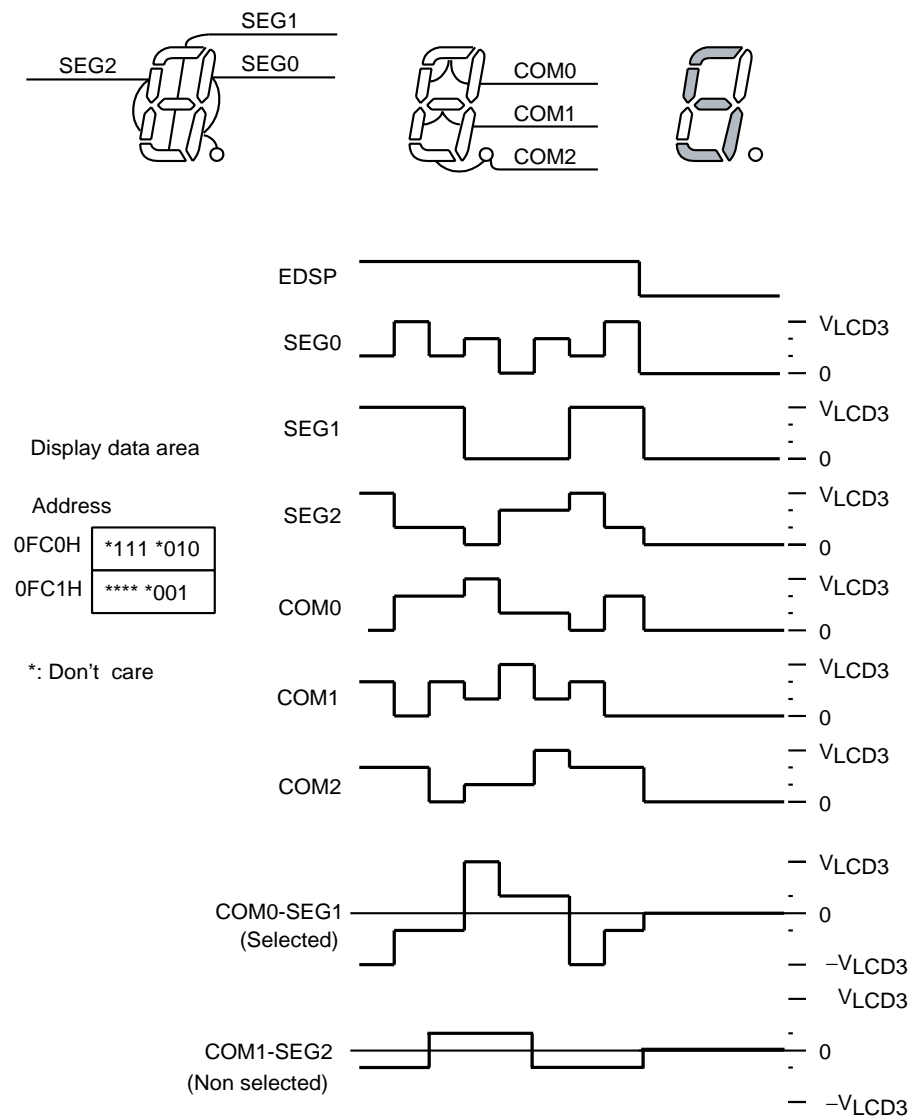 SEG1
SEG2
SEG0
COM0
COM1
COM2
EDSP
SEG0
VLCD3
0
SEG1
VLCD3
0
Display data area
SEG2
VLCD3
0
Address
0FC0H *111 *010
0FC1H **** *001
COM0
VLCD3
0
*: Don't care
COM1
VLCD3
0
COM2
VLCD3
0
VLCD3
COM0-SEG1
(Selected)
0
−VLCD3
VLCD3
COM1-SEG2
(Non selected)
0
−VLCD3